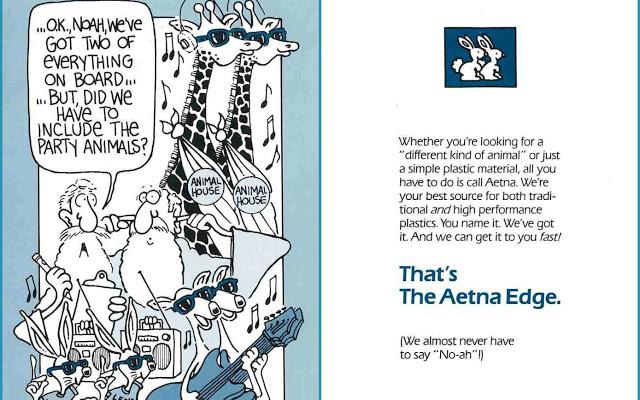 ...O.K., NOAH, WE'VE
GOT TWO OF
EVERYTHING
ON BOARD...
...BUT, DID WE
HAVE TO
INCLUDE THE
PARTY ANIMALS?
ANIMAL
HOUSE
ANIMAL
HOUSE
Whether you're looking for a
"different kind of animal" or just
a simple plastic material, all you
have to do is call Aetna. We're
your best source for both tradi-
tional and high performance
plastics. You name it. We've got
it. And we can get it to you fast!
That's
The Aetna Edge.
(We almost never have
to say "No-ah"!)